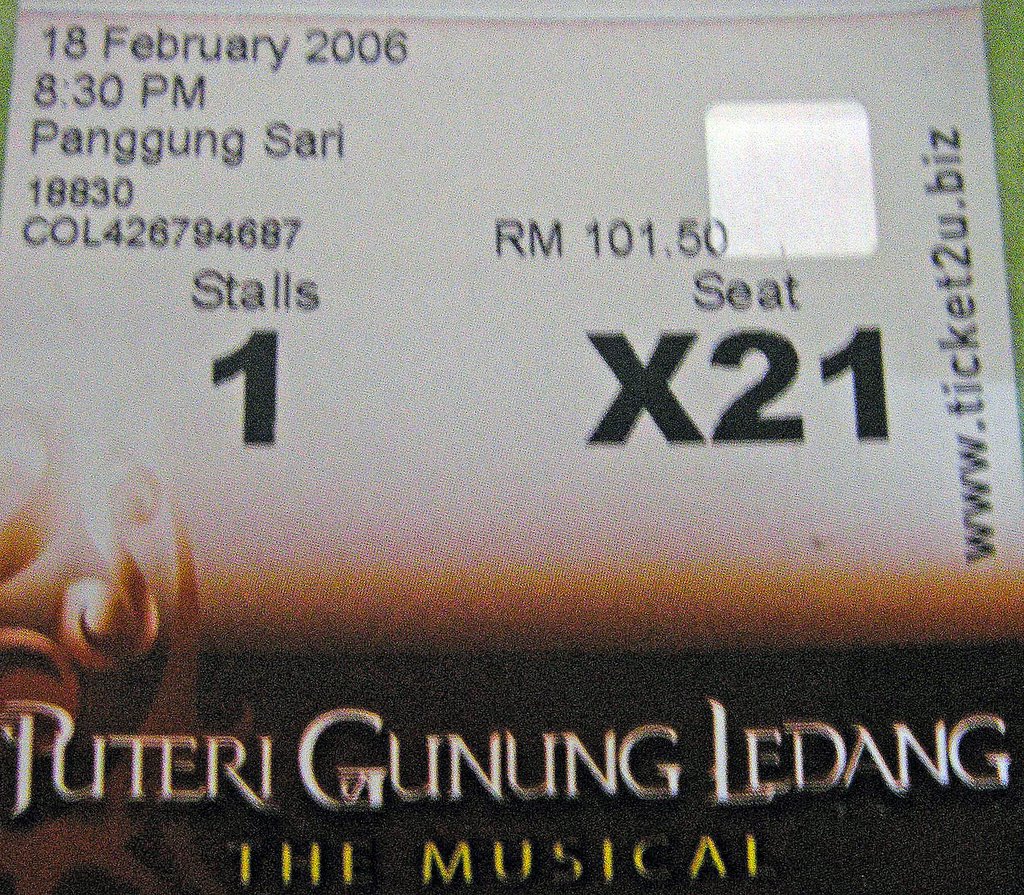 18 February 2006
8:30 PM
Panggung Sari
18830
COL426794687
RM 101.50
Stalls
Seat
1
X21
www.ticket2u.biz
PUTERI GUNUNG LEDANG
THE MUSICAL